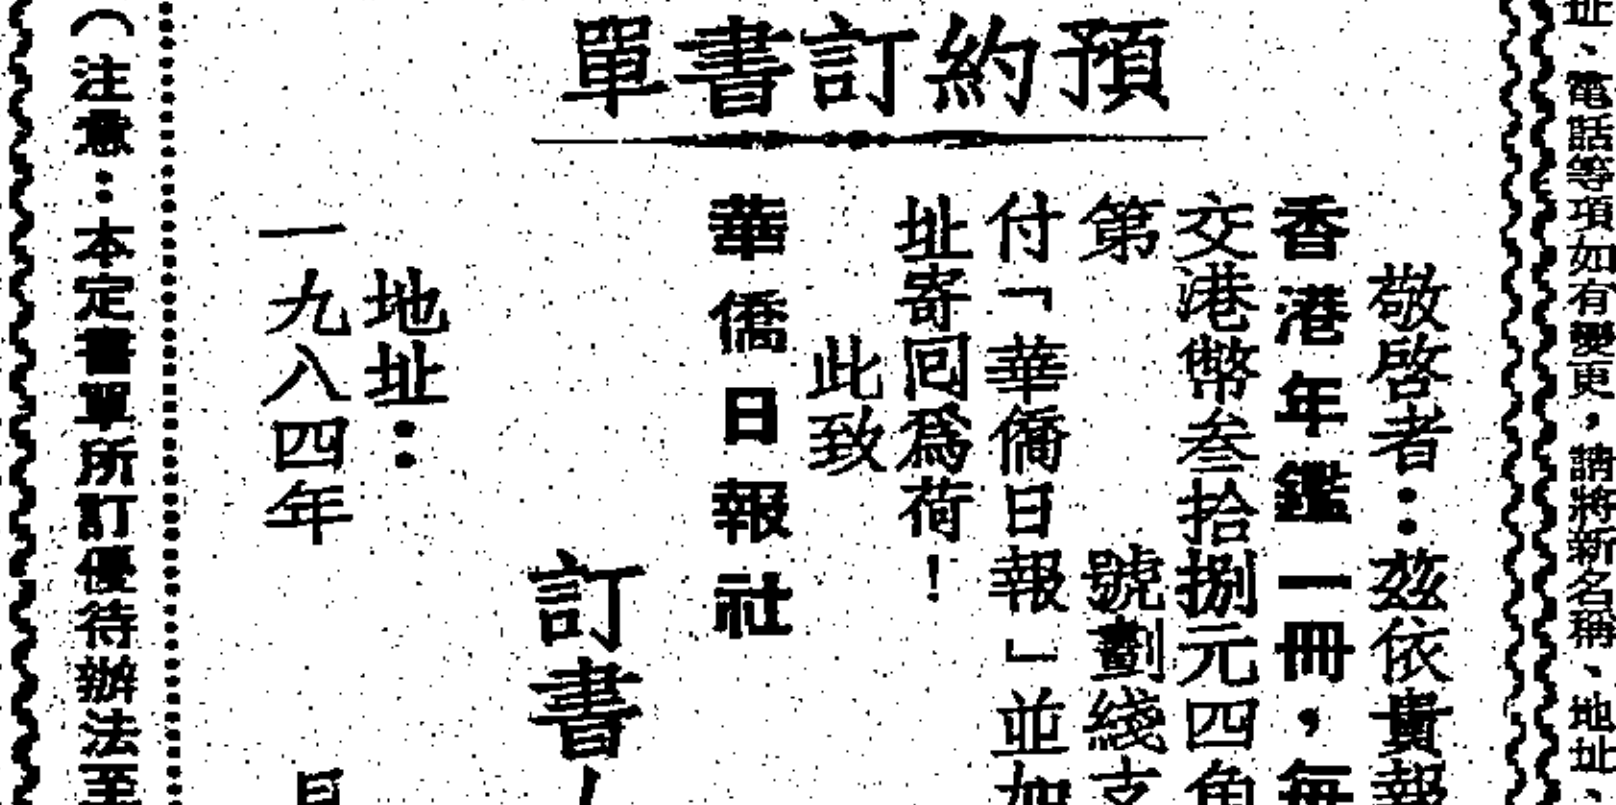 址、電話等項如有變更，請將新名稱、地址、
預約訂書單
敬啓者：茲依貴報
香港年鑑一冊，每
交港幣叁拾捌元四角
第　號劃綫支
付「華僑日報」並加
址寄回爲荷！
此致
華僑日報社
訂書人
地址：
一九八四年　月
（注意：本定書單所訂優待辦法至